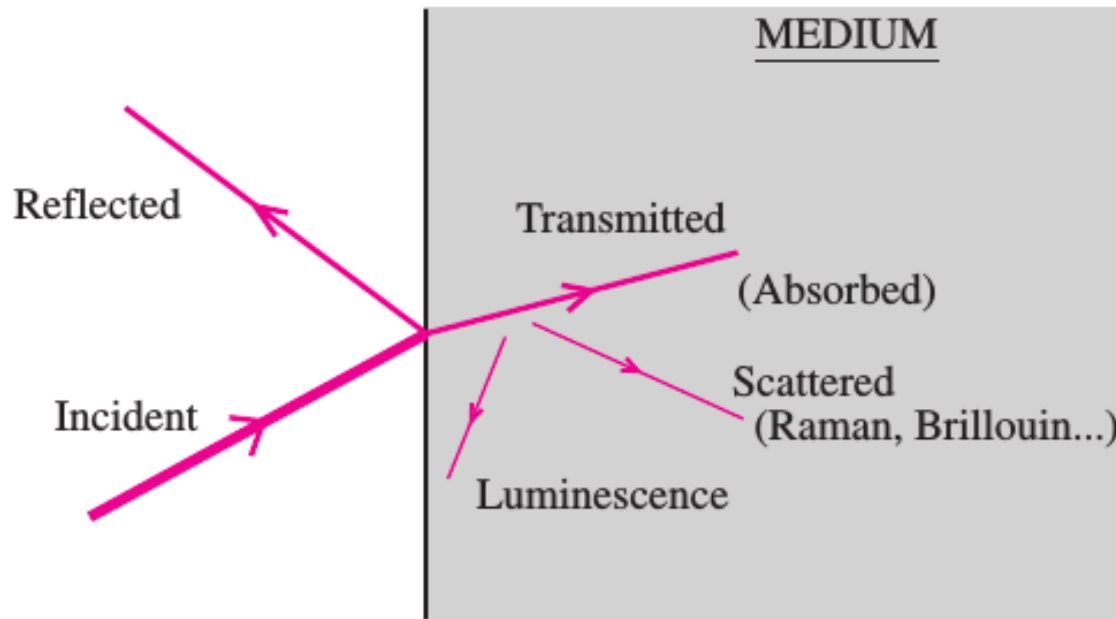 MEDIUM
Reflected
Transmitted
(Absorbed)
Scattered
(Raman, Brillouin...)
Incident
Luminescence